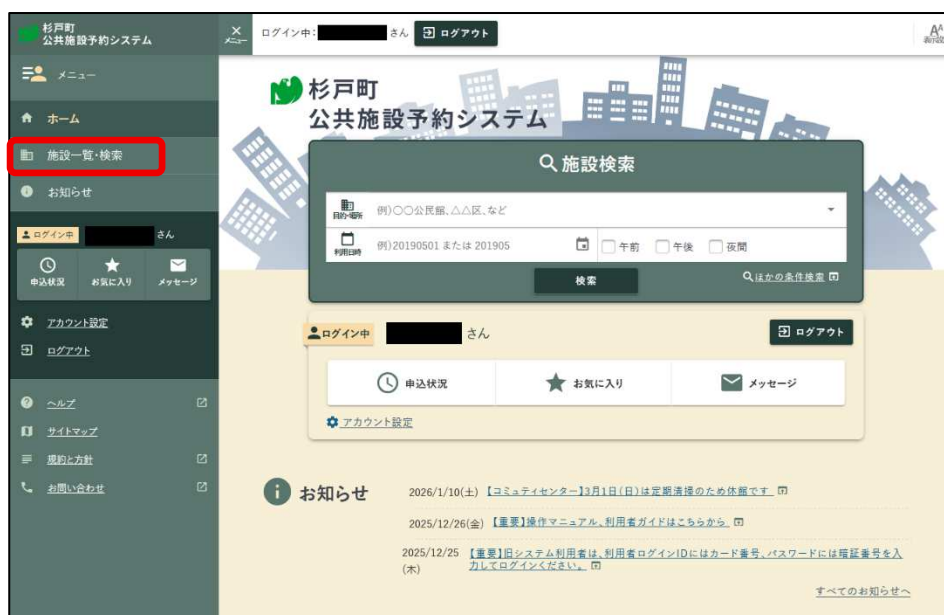 杉戸町
公共施設予約システム
メニュー
ホーム
施設一覧・検索
お知らせ
ログイン中
さん
申込状況
お気に入り
メッセージ
アカウント設定
ログアウト
ヘルプ
サイトマップ
規約と方針
お問い合わせ
メニュー
ログイン中:
さん
ログアウト
杉戸町
公共施設予約システム
施設検索
目的・場所
例)○○公民館、△△区、など
利用日時
例)20190501 または 201905
午前
午後
夜間
検索
ほかの条件検索
ログイン中
さん
ログアウト
申込状況
お気に入り
メッセージ
アカウント設定
お知らせ
2026/1/10(土) 【コミュティセンター】3月1日(日)は定期清掃のため休館です
2025/12/26(金) 【重要】操作マニュアル、利用者ガイドはこちらから
2025/12/25 【重要】旧システム利用者は、利用者ログインIDにはカード番号、パスワードには暗証番号を入
(木) 力してログインください。
すべてのお知らせへ